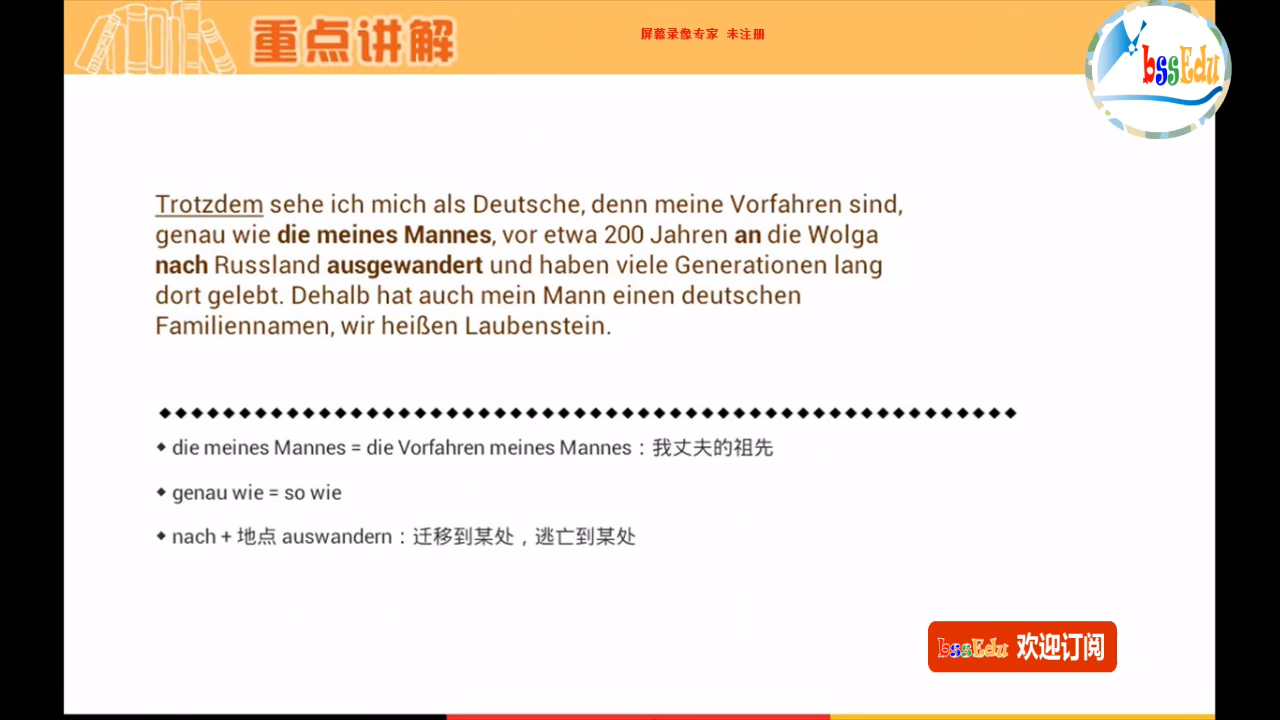 重点讲解
屏幕录像专家 未注册
bssEdu
Trotzdem sehe ich mich als Deutsche, denn meine Vorfahren sind,
genau wie die meines Mannes, vor etwa 200 Jahren an die Wolga
nach Russland ausgewandert und haben viele Generationen lang
dort gelebt. Dehalb hat auch mein Mann einen deutschen
Familiennamen, wir heißen Laubenstein.
die meines Mannes = die Vorfahren meines Mannes：我丈夫的祖先
genau wie = so wie
nach + 地点 auswandern：迁移到某处，逃亡到某处
bssEdu 欢迎订阅